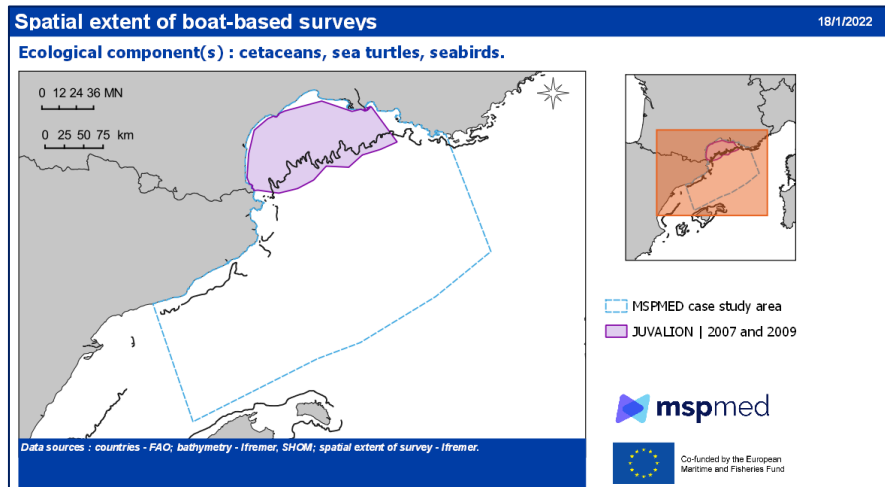 Spatial extent of boat-based surveys
18/1/2022
Ecological component(s) : cetaceans, sea turtles, seabirds.
0 12 24 36 MN
0 25 50 75 km
MSPMED case study area
JUVALION | 2007 and 2009
mspmed
Data sources : countries - FAO; bathymetry - Ifremer, SHOM; spatial extent of survey - Ifremer.
Co-funded by the European
Maritime and Fisheries Fund